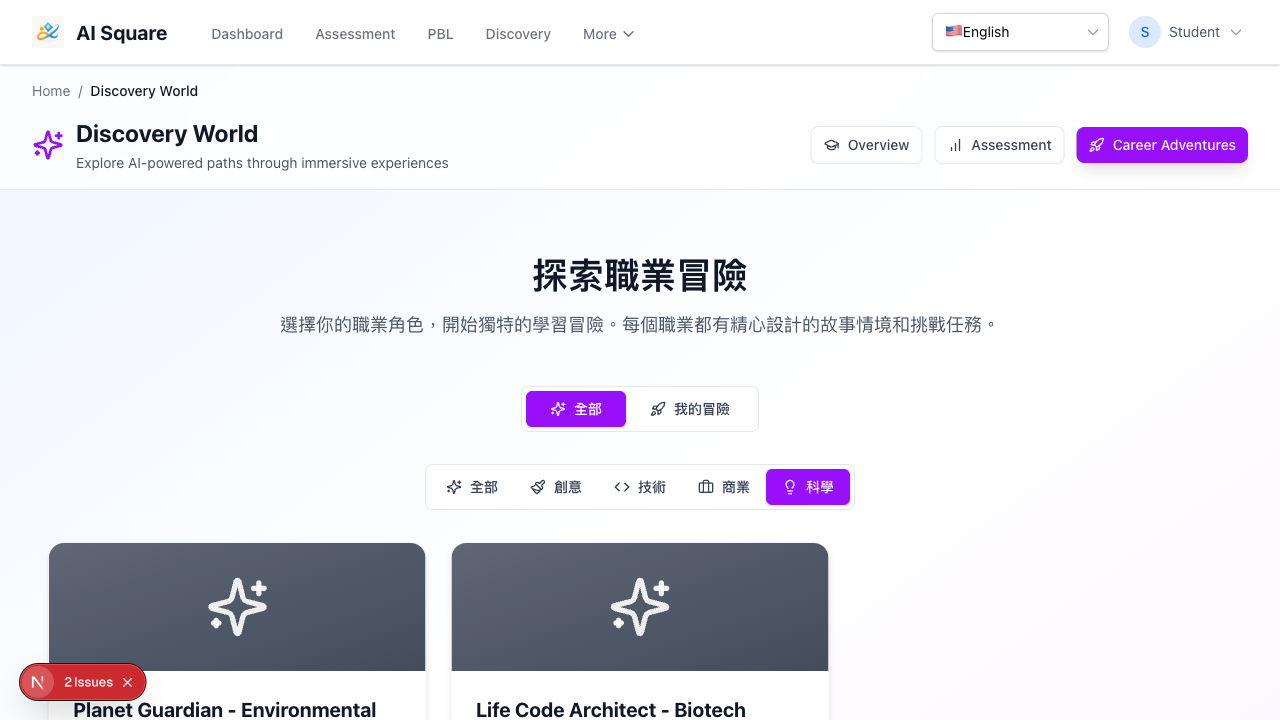 AI Square
Dashboard
Assessment
PBL
Discovery
More
English
S
Student
Home / Discovery World
Discovery World
Explore AI-powered paths through immersive experiences
Overview
Assessment
Career Adventures
探索職業冒險
選擇你的職業角色，開始獨特的學習冒險。每個職業都有精心設計的故事情境和挑戰任務。
全部
我的冒險
全部
創意
技術
商業
科學
Planet Guardian - Environmental
Life Code Architect - Biotech
N
2 Issues